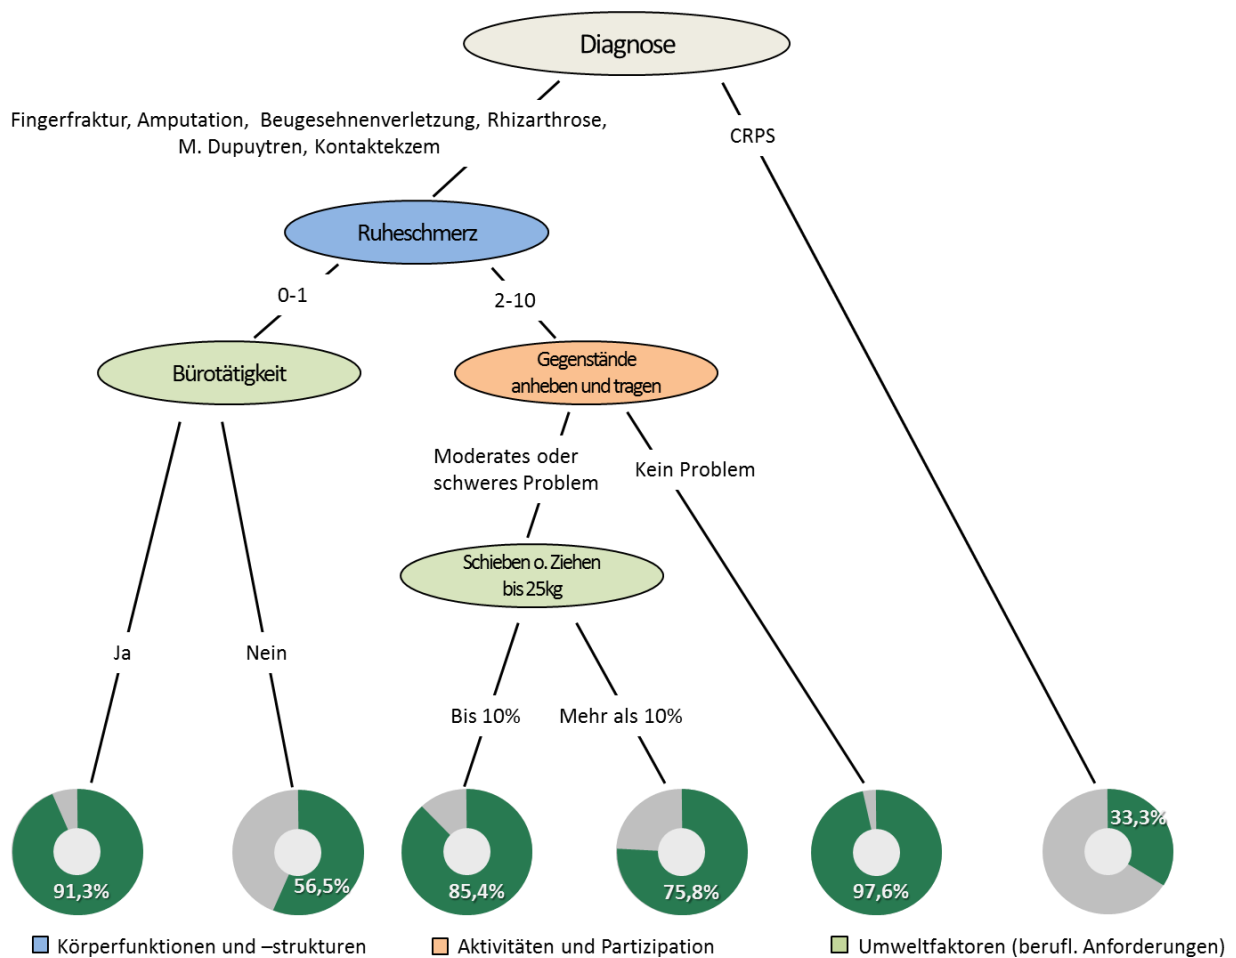 Diagnose
Fingerfraktur, Amputation, Beugesehnenverletzung, Rhizarthrose,
M. Dupuytren, Kontaktekzem
CRPS
Ruheschmerz
0-1
2-10
Bürotätigkeit
Gegenstände
anheben und tragen
Moderates oder
schweres Problem
Kein Problem
Schieben o. Ziehen
bis 25kg
Ja
Nein
Bis 10%
Mehr als 10%
91,3%
56,5%
85,4%
75,8%
97,6%
33,3%
Körperfunktionen und –strukturen
Aktivitäten und Partizipation
Umweltfaktoren (berufl. Anforderungen)